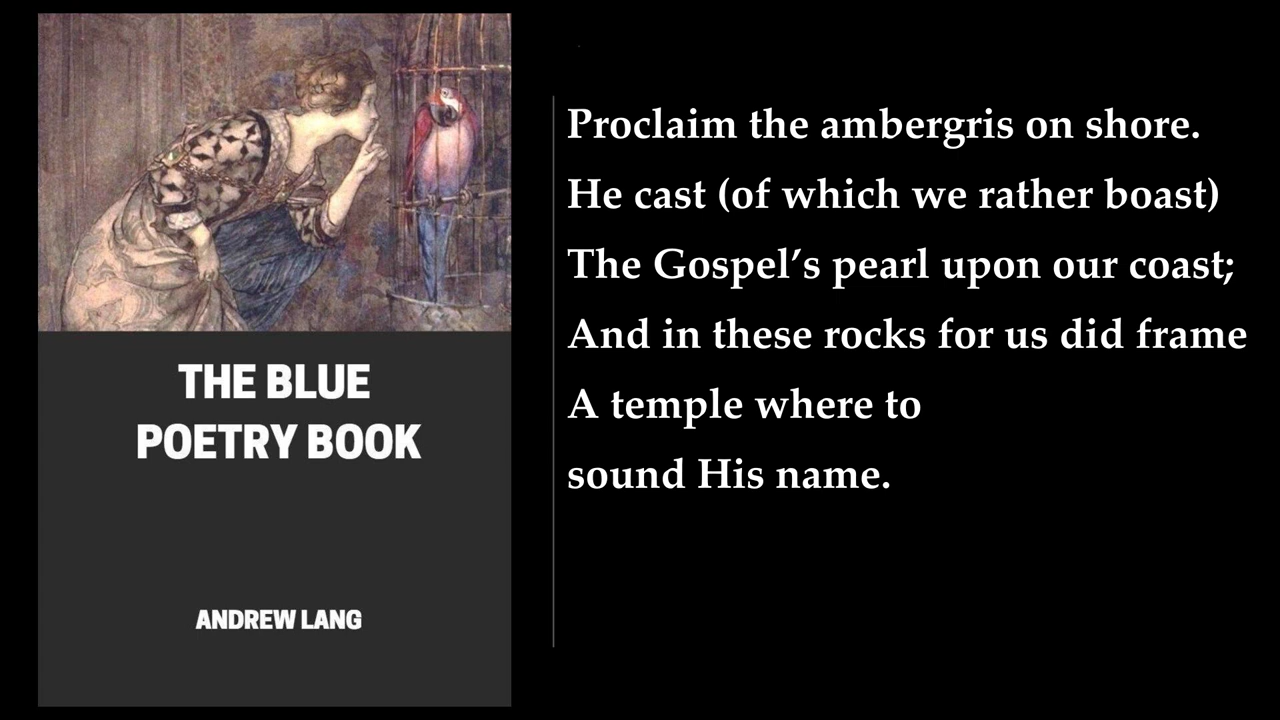 THE BLUE
POETRY BOOK
ANDREW LANG
Proclaim the ambergris on shore.
He cast (of which we rather boast)
The Gospel’s pearl upon our coast;
And in these rocks for us did frame
A temple where to
sound His name.